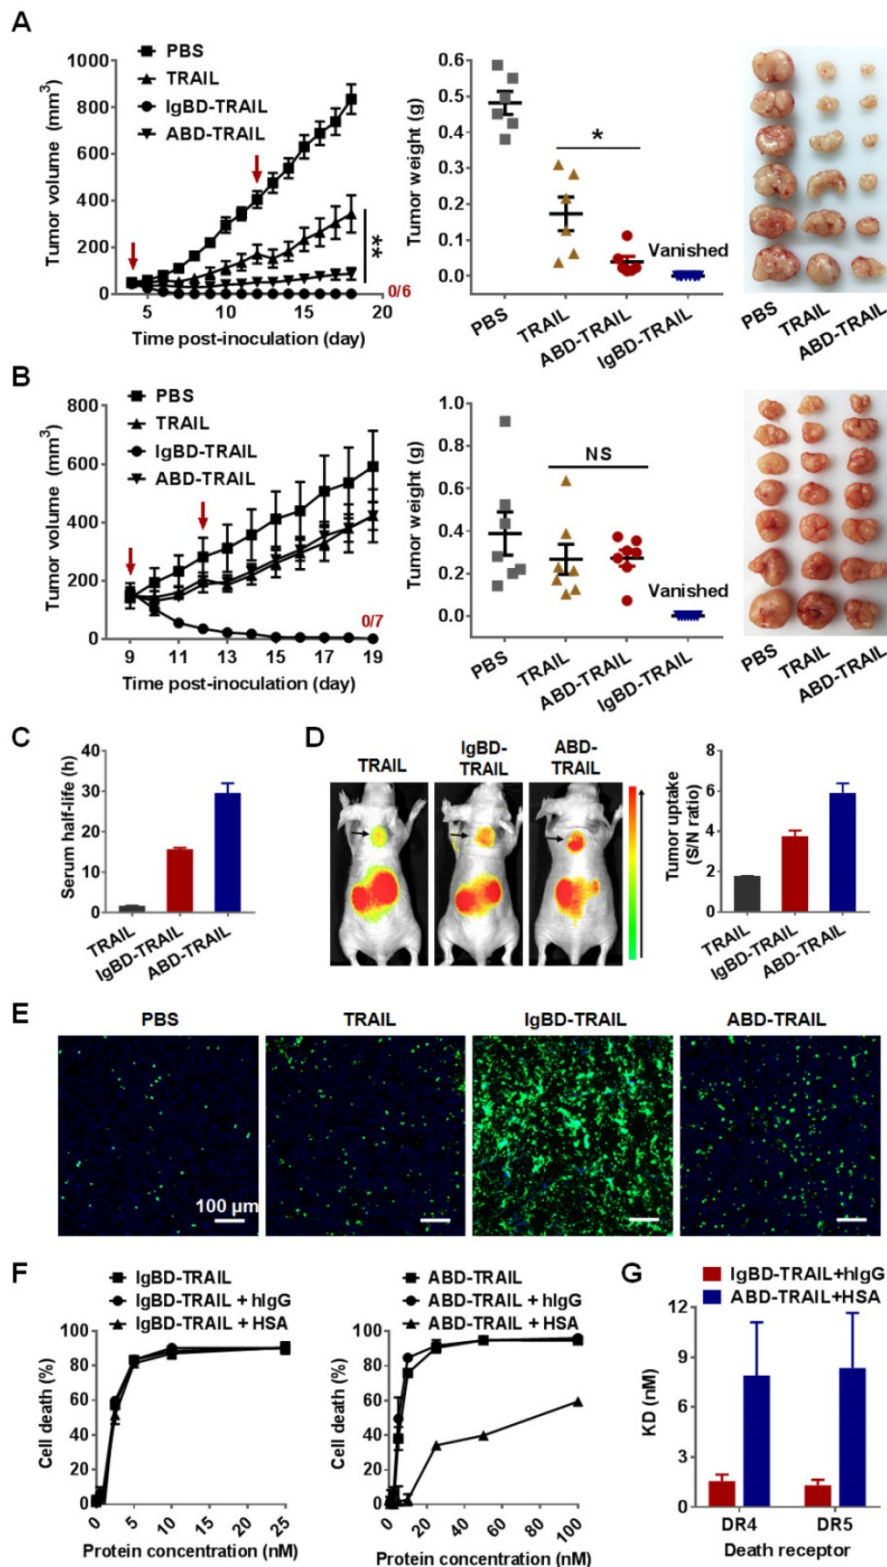 A
PBS
TRAIL
IgBD-TRAIL
ABD-TRAIL
Tumor volume (mm³)
1000
800
600
400
200
0
5
10
15
20
Time post-inoculation (day)
**
0/6
Tumor weight (g)
0.6
0.5
0.4
0.3
0.2
0.1
0.0
*
Vanished
PBS
TRAIL
ABD-TRAIL
IgBD-TRAIL
PBS
TRAIL
ABD-TRAIL
B
PBS
TRAIL
IgBD-TRAIL
ABD-TRAIL
Tumor volume (mm³)
800
600
400
200
0
9
11
13
15
17
19
Time post-inoculation (day)
0/7
Tumor weight (g)
1.0
0.8
0.6
0.4
0.2
0.0
NS
Vanished
PBS
TRAIL
ABD-TRAIL
IgBD-TRAIL
PBS
TRAIL
ABD-TRAIL
C
Serum half-life (h)
40
30
20
10
0
TRAIL
IgBD-TRAIL
ABD-TRAIL
D
TRAIL
IgBD-
TRAIL
ABD-
TRAIL
Tumor uptake
(S/N ratio)
8
6
4
2
0
TRAIL
IgBD-TRAIL
ABD-TRAIL
E
PBS
TRAIL
IgBD-TRAIL
ABD-TRAIL
100 µm
F
IgBD-TRAIL
IgBD-TRAIL + hIgG
IgBD-TRAIL + HSA
Cell death (%)
100
80
60
40
20
0
0
5
10
15
20
25
Protein concentration (nM)
ABD-TRAIL
ABD-TRAIL + hIgG
ABD-TRAIL + HSA
Cell death (%)
100
80
60
40
20
0
0
20
40
60
80
100
Protein concentration (nM)
G
IgBD-TRAIL+hIgG
ABD-TRAIL+HSA
KD (nM)
12
9
6
3
0
DR4
DR5
Death receptor